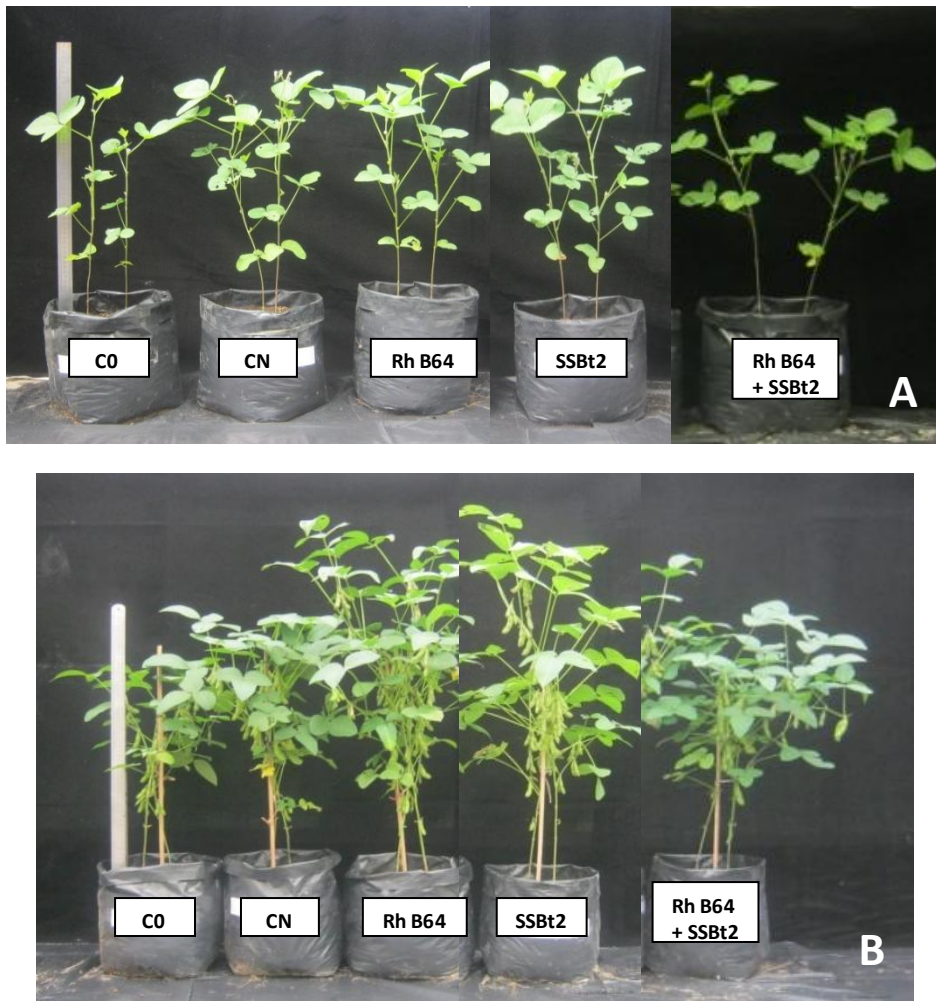 C0
CN
Rh B64
SSBt2
Rh B64
+ SSBt2
A
C0
CN
Rh B64
SSBt2
Rh B64
+ SSBt2
B